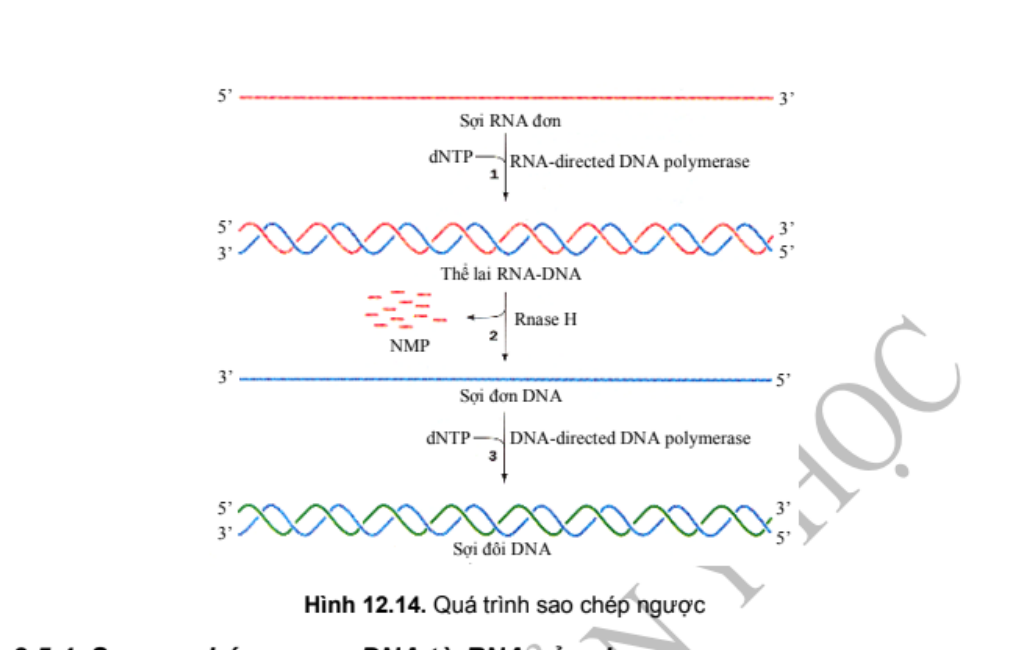 5’ 3’
Sợi RNA đơn
dNTP RNA-directed DNA polymerase
1
5’ 3’
3’ 5’
Thể lai RNA-DNA
Rnase H
2
NMP
3’ 5’
Sợi đơn DNA
dNTP DNA-directed DNA polymerase
3
5’ 3’
3’ 5’
Sợi đôi DNA
Hình 12.14. Quá trình sao chép ngược
N Y HỌC